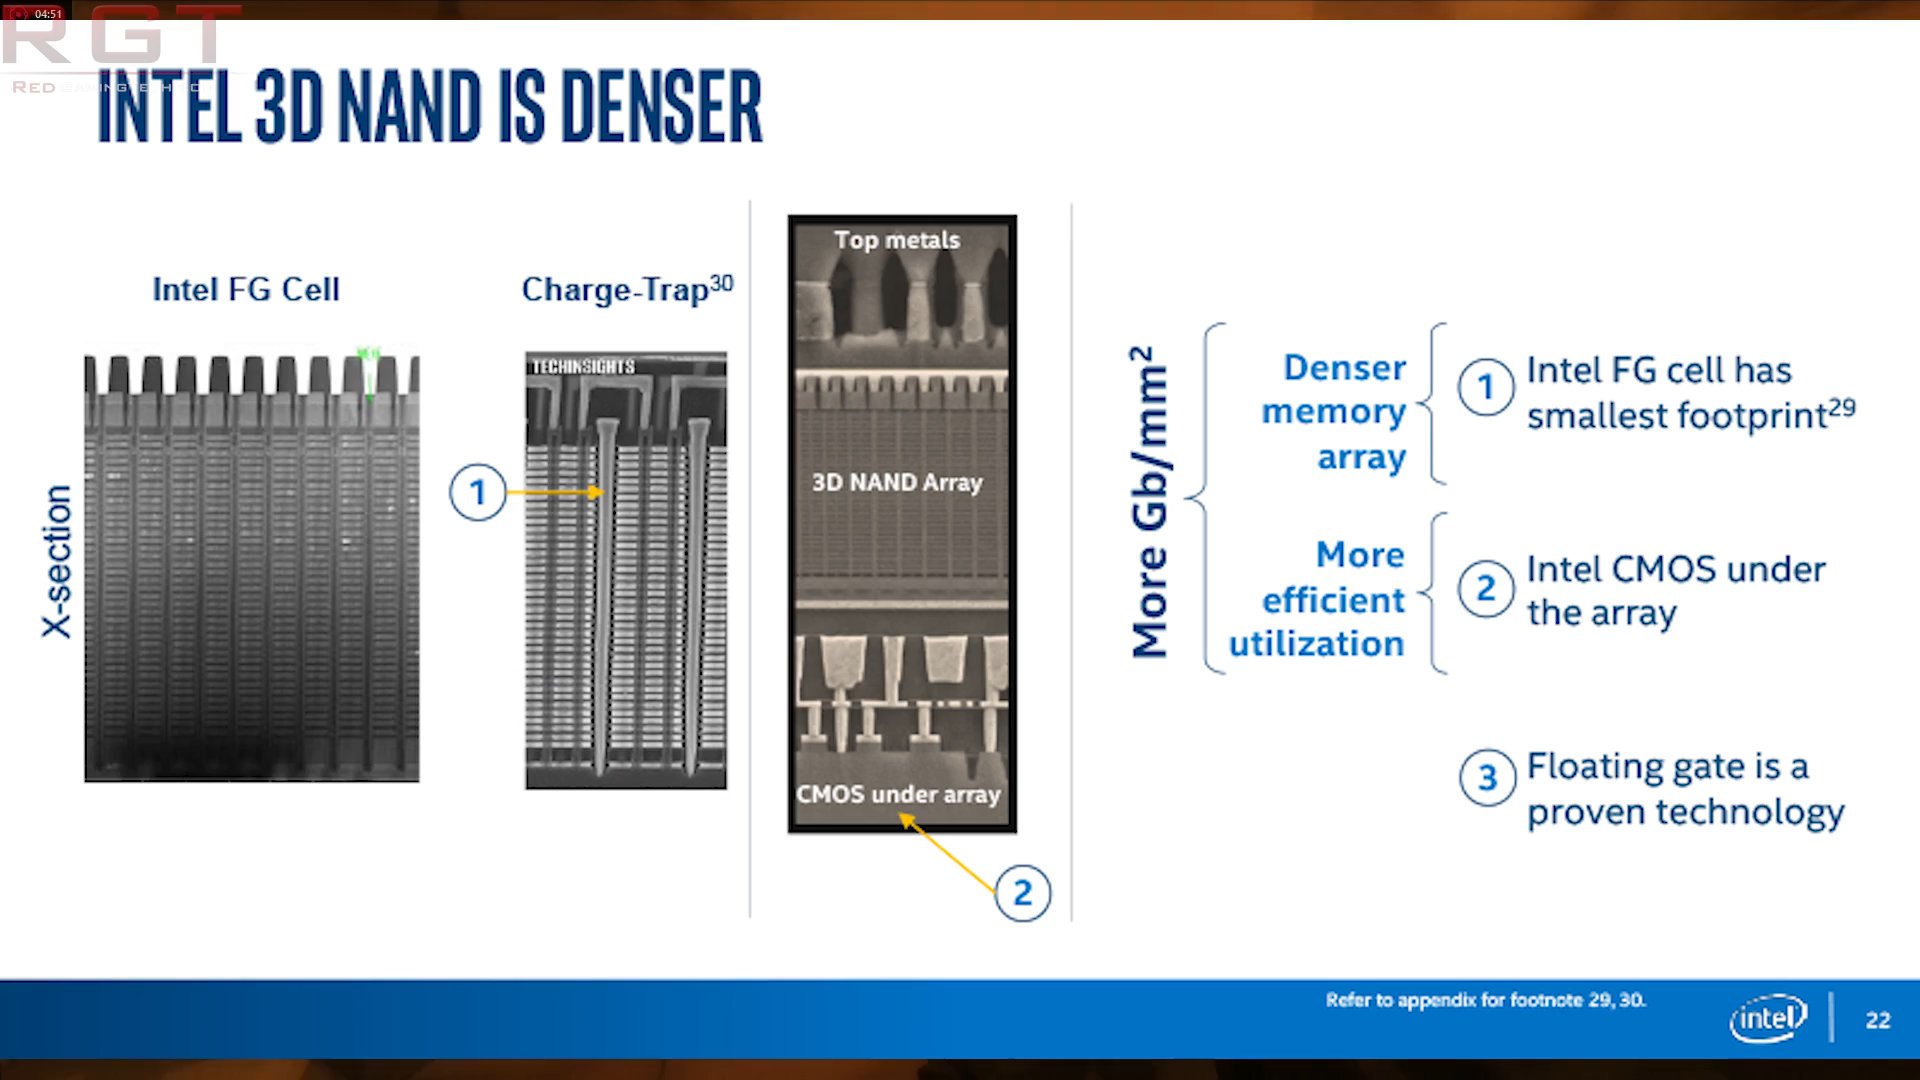 04:51
RGT
RED GAMING TECH
INTEL 3D NAND IS DENSER
Intel FG Cell
Charge-Trap30
X-section
TECHINSIGHTS
1
Top metals
3D NAND Array
CMOS under array
2
More Gb/mm2
Denser
memory
array
1
Intel FG cell has
smallest footprint29
More
efficient
utilization
2
Intel CMOS under
the array
3
Floating gate is a
proven technology
Refer to appendix for footnote 29, 30.
intel
22